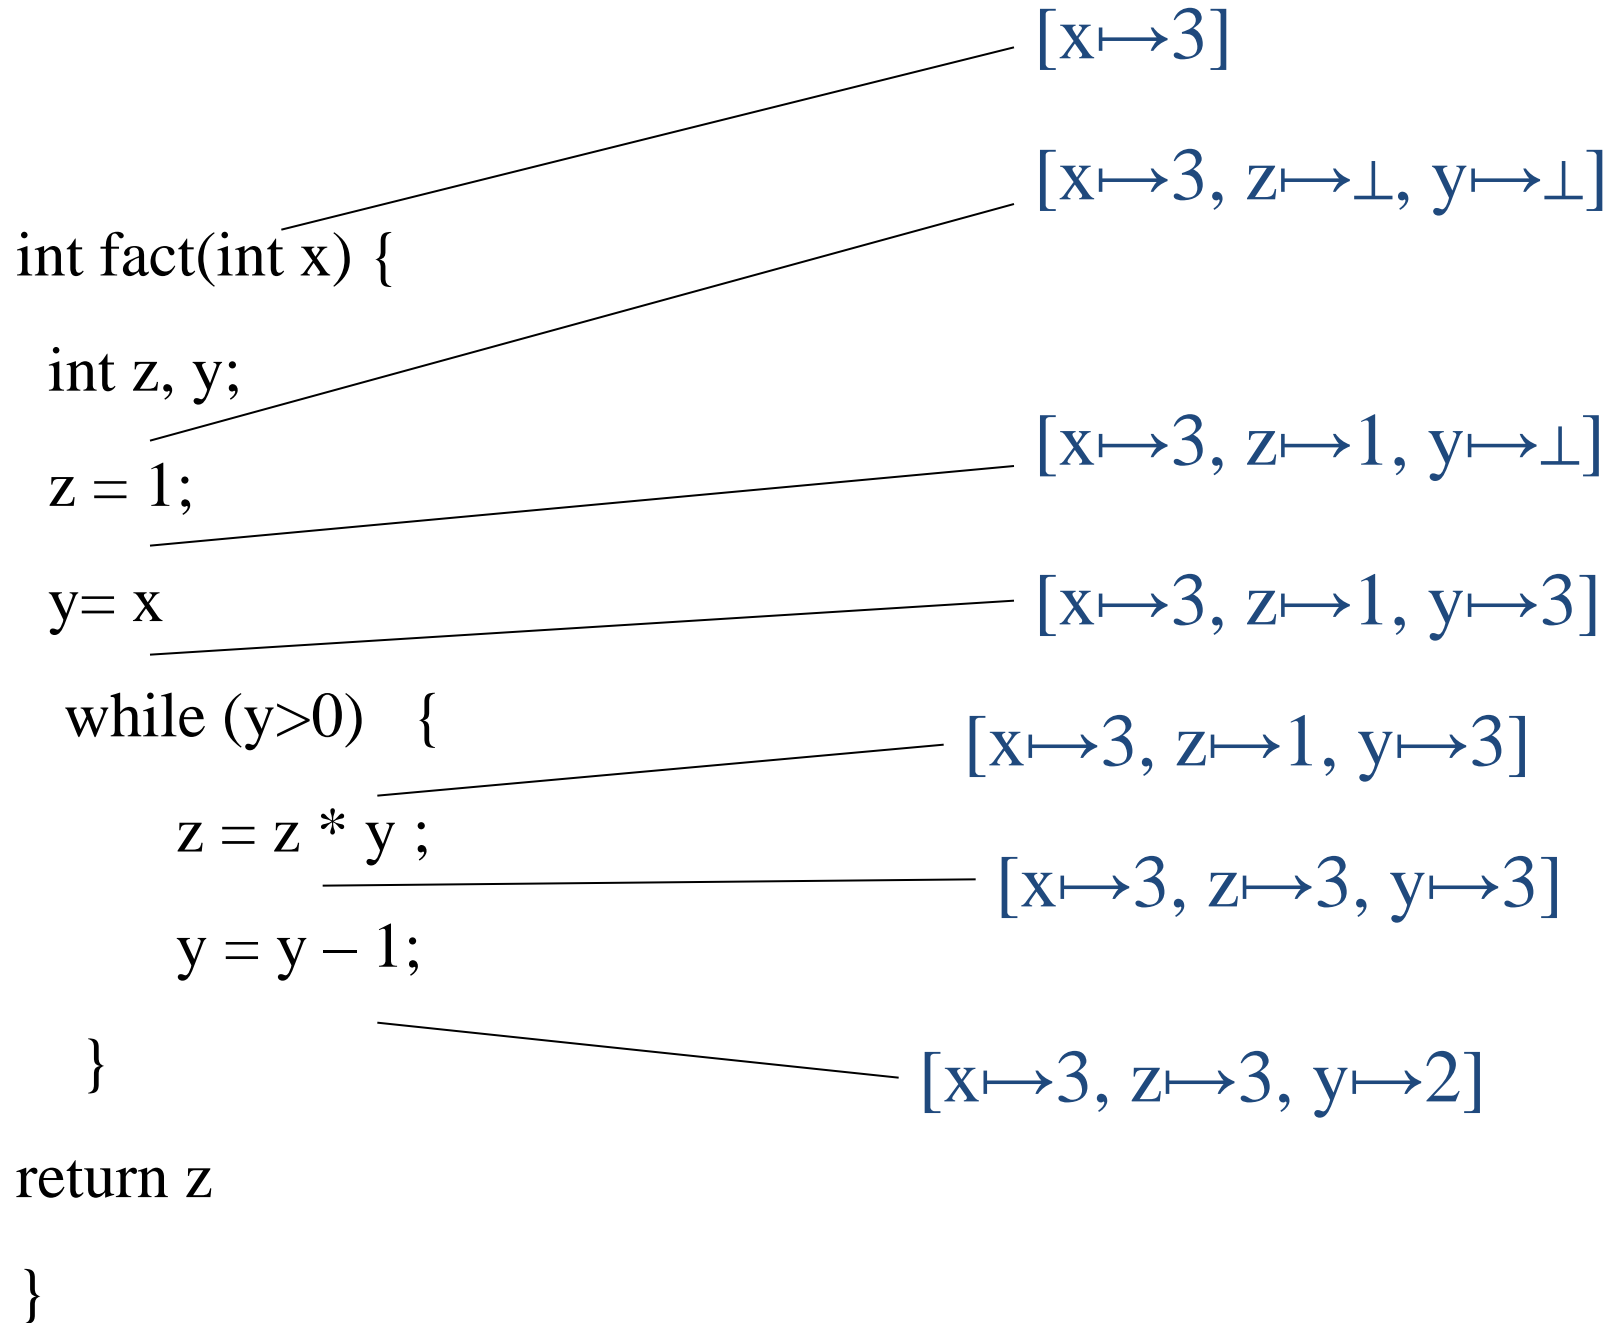 [x↦3]
[x↦3, z↦⊥, y↦⊥]
int fact(int x) {
int z, y;
[x↦3, z↦1, y↦⊥]
z = 1;
y= x
[x↦3, z↦1, y↦3]
while (y>0) {
[x↦3, z↦1, y↦3]
z = z * y ;
[x↦3, z↦3, y↦3]
y = y – 1;
}
[x↦3, z↦3, y↦2]
return z
}